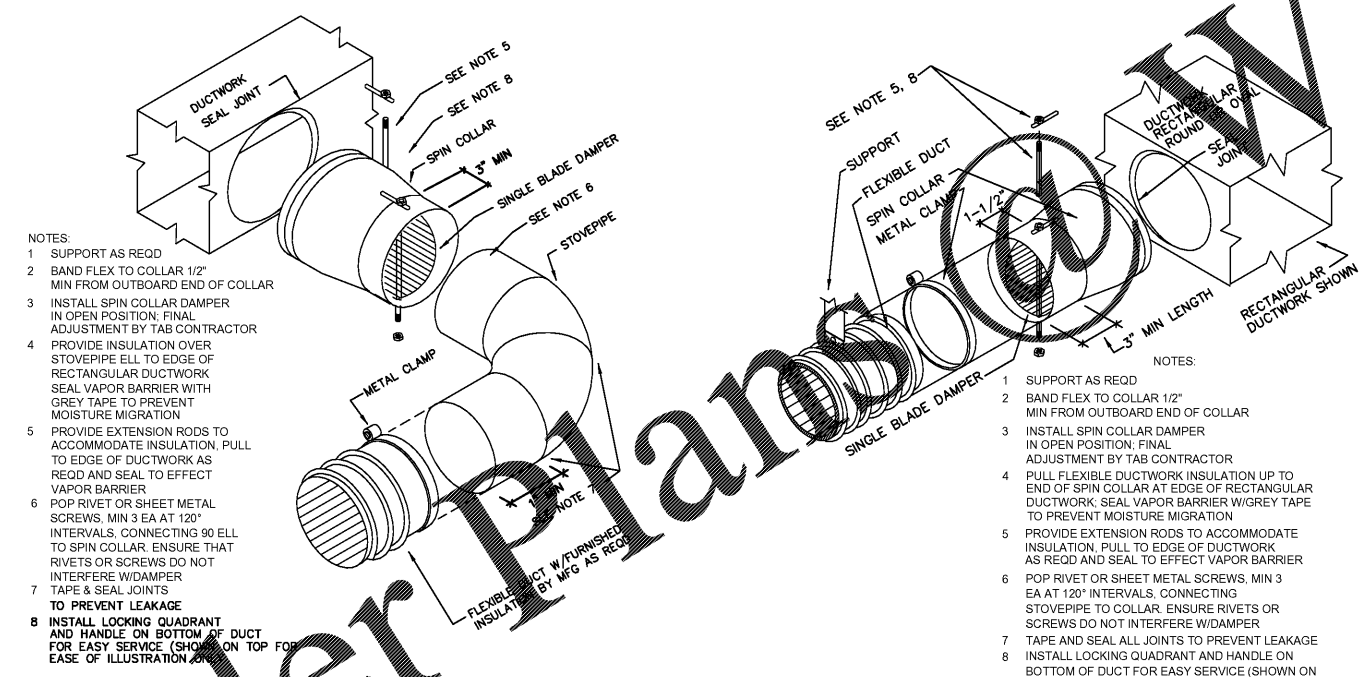 SEE NOTE 5
SEE NOTE 8
SPIN COLLAR
3" MIN
SINGLE BLADE DAMPER
SEE NOTE 6
STOVEPIPE
DUCTWORK
SEAL JOINT
METAL CLAMP
1" MIN
SEE NOTE 7
FLEXIBLE DUCT W/FURNISHED
INSULATION BY MFG AS REQD
NOTES:
1 SUPPORT AS REQD
2 BAND FLEX TO COLLAR 1/2"
MIN FROM OUTBOARD END OF COLLAR
3 INSTALL SPIN COLLAR DAMPER
IN OPEN POSITION; FINAL
ADJUSTMENT BY TAB CONTRACTOR
4 PROVIDE INSULATION OVER
STOVEPIPE ELL TO EDGE OF
RECTANGULAR DUCTWORK
SEAL VAPOR BARRIER WITH
GREY TAPE TO PREVENT
MOISTURE MIGRATION
5 PROVIDE EXTENSION RODS TO
ACCOMMODATE INSULATION, PULL
TO EDGE OF DUCTWORK AS
REQD AND SEAL TO EFFECT
VAPOR BARRIER
6 POP RIVET OR SHEET METAL
SCREWS, MIN 3 EA AT 120°
INTERVALS, CONNECTING 90 ELL
TO SPIN COLLAR. ENSURE THAT
RIVETS OR SCREWS DO NOT
INTERFERE W/DAMPER
7 TAPE & SEAL JOINTS
TO PREVENT LEAKAGE
8 INSTALL LOCKING QUADRANT
AND HANDLE ON BOTTOM OF DUCT
FOR EASY SERVICE (SHOWN ON TOP FOR
EASE OF ILLUSTRATION ONLY
SEE NOTE 5, 8
SUPPORT
FLEXIBLE DUCT
SPIN COLLAR
METAL CLAMP
1-1/2"
DUCTWORK
RECTANGULAR
ROUND OR OVAL
SEAL
JOINT
RECTANGULAR
DUCTWORK SHOWN
3" MIN LENGTH
SINGLE BLADE DAMPER
NOTES:
1 SUPPORT AS REQD
2 BAND FLEX TO COLLAR 1/2"
MIN FROM OUTBOARD END OF COLLAR
3 INSTALL SPIN COLLAR DAMPER
IN OPEN POSITION; FINAL
ADJUSTMENT BY TAB CONTRACTOR
4 PULL FLEXIBLE DUCTWORK INSULATION UP TO
END OF SPIN COLLAR AT EDGE OF RECTANGULAR
DUCTWORK; SEAL VAPOR BARRIER W/GREY TAPE
TO PREVENT MOISTURE MIGRATION
5 PROVIDE EXTENSION RODS TO ACCOMMODATE
INSULATION, PULL TO EDGE OF DUCTWORK
AS REQD AND SEAL TO EFFECT VAPOR BARRIER
6 POP RIVET OR SHEET METAL SCREWS, MIN 3
EA AT 120° INTERVALS, CONNECTING
STOVEPIPE TO COLLAR. ENSURE RIVETS OR
SCREWS DO NOT INTERFERE W/DAMPER
7 TAPE AND SEAL ALL JOINTS TO PREVENT LEAKAGE
8 INSTALL LOCKING QUADRANT AND HANDLE ON
BOTTOM OF DUCT FOR EASY SERVICE (SHOWN ON
ler Plans @ W